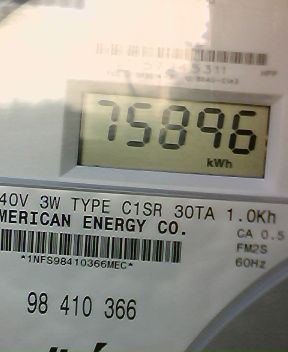 75896
kWh
40V 3W TYPE C1SR 30TA 1.0Kh
MERICAN ENERGY CO.
CA 0.5
FM2S
60Hz
*1NFS98410366MEC*
98 410 366